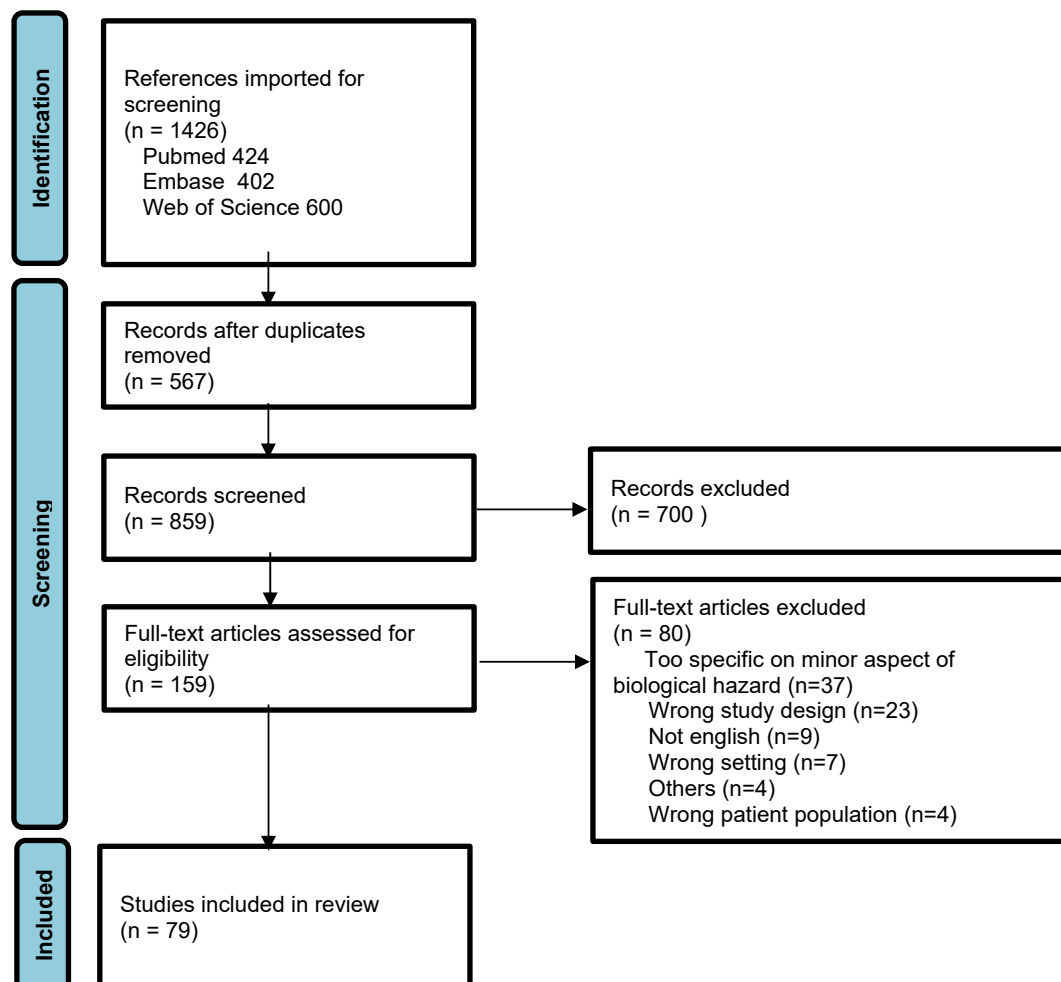 Identification
References imported for
screening
(n = 1426)
Pubmed 424
Embase 402
Web of Science 600
Screening
Records after duplicates
removed
(n = 567)
Records screened
(n = 859)
Records excluded
(n = 700 )
Full-text articles assessed for
eligibility
(n = 159)
Full-text articles excluded
(n = 80)
Too specific on minor aspect of
biological hazard (n=37)
Wrong study design (n=23)
Not english (n=9)
Wrong setting (n=7)
Others (n=4)
Wrong patient population (n=4)
Included
Studies included in review
(n = 79)